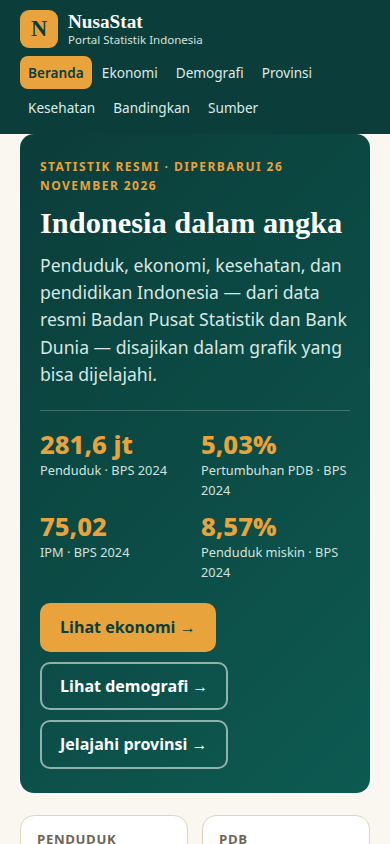 N
NusaStat
Portal Statistik Indonesia
Beranda Ekonomi Demografi Provinsi
Kesehatan Bandingkan Sumber
STATISTIK RESMI · DIPERBARUI 26
NOVEMBER 2026
Indonesia dalam angka
Penduduk, ekonomi, kesehatan, dan
pendidikan Indonesia — dari data
resmi Badan Pusat Statistik dan Bank
Dunia — disajikan dalam grafik yang
bisa dijelajahi.
281,6 jt
Penduduk · BPS 2024
5,03%
Pertumbuhan PDB · BPS
2024
75,02
IPM · BPS 2024
8,57%
Penduduk miskin · BPS
2024
Lihat ekonomi →
Lihat demografi →
Jelajahi provinsi →
PENDUDUK
PDB